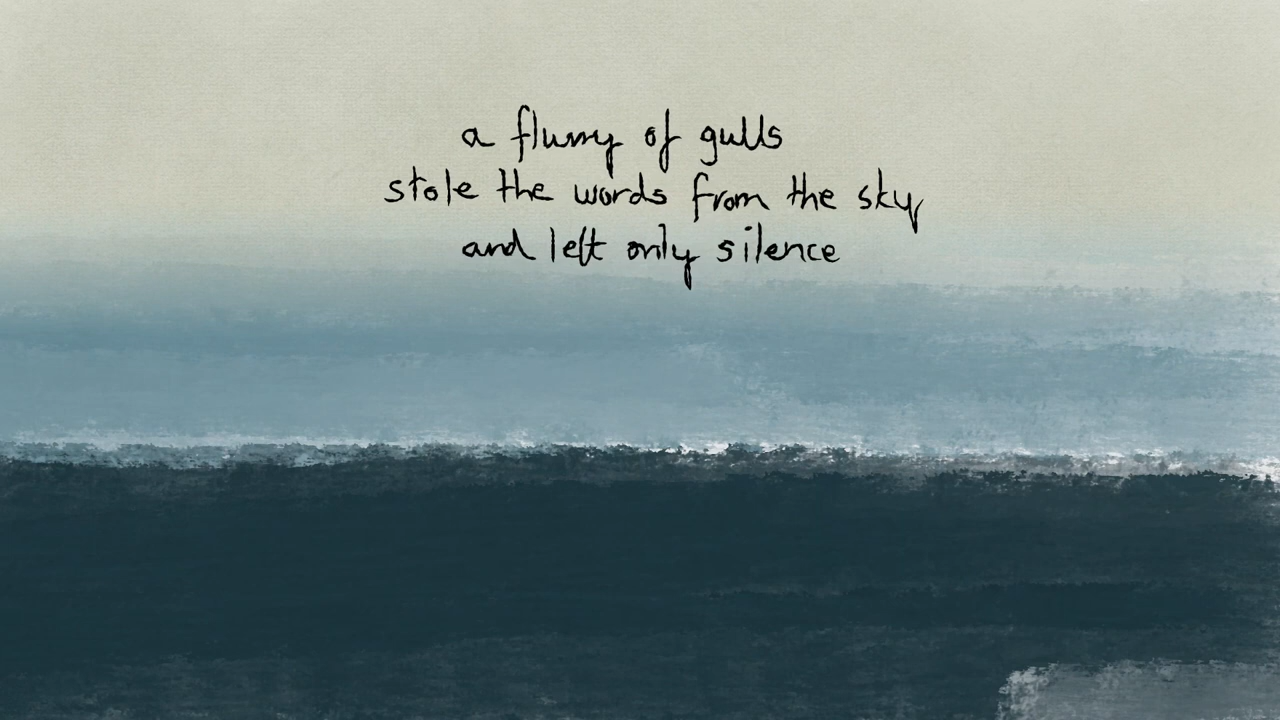 a flurry of gulls
stole the words from the sky
and left only silence